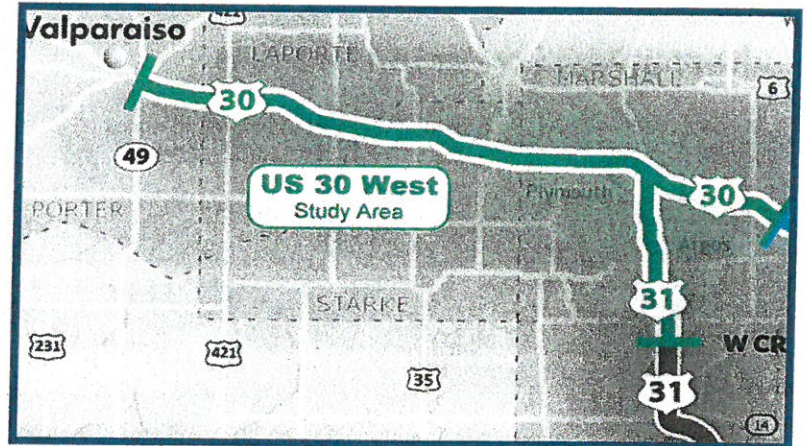 421
Valparaiso
LAPORTE
MARSHALL
6
30
49
US 30 West
Study Area
Plymouth
30
PORTER
STARKE
31
231
421
35
W CR
31
14